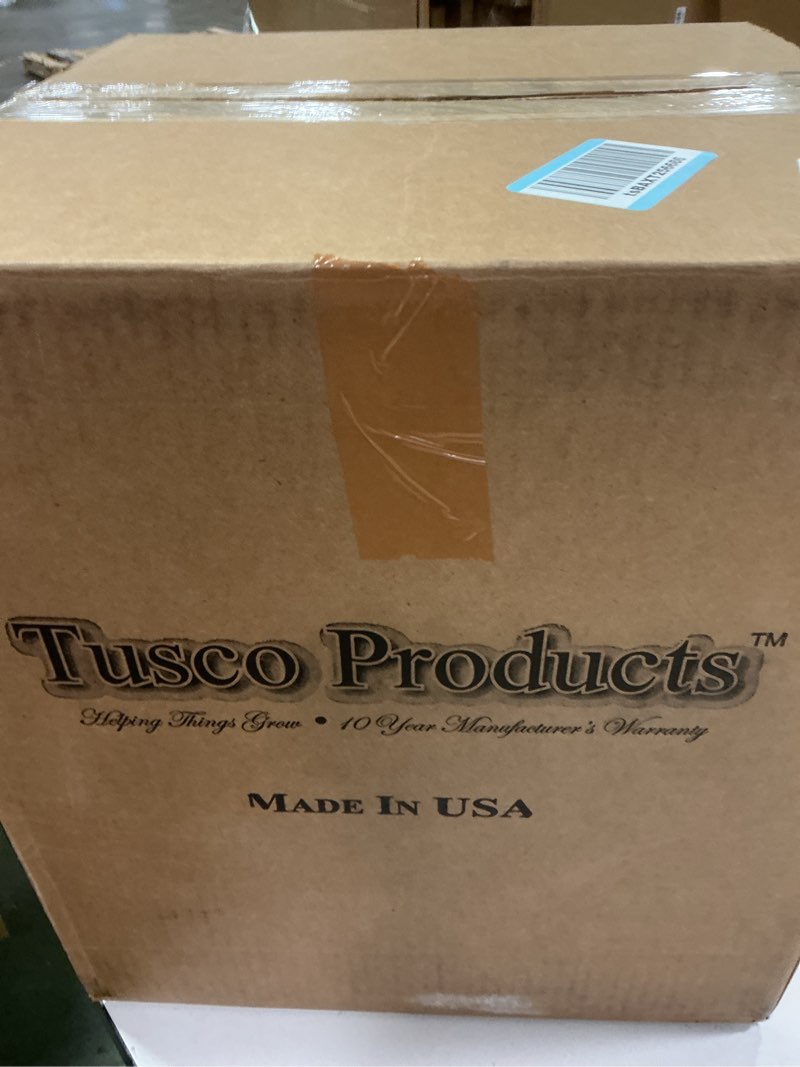 Tusco Products™
Helping Things Grow • 10 Year Manufacturer's Warranty
Made In USA